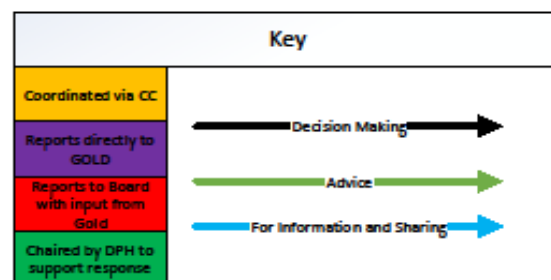 Key
Coordinated via CC
Reports directly to
GOLD
Reports to Board
with input from
Gold
Chaired by DPH to
support response
Decision Making
Advice
For Information and Sharing